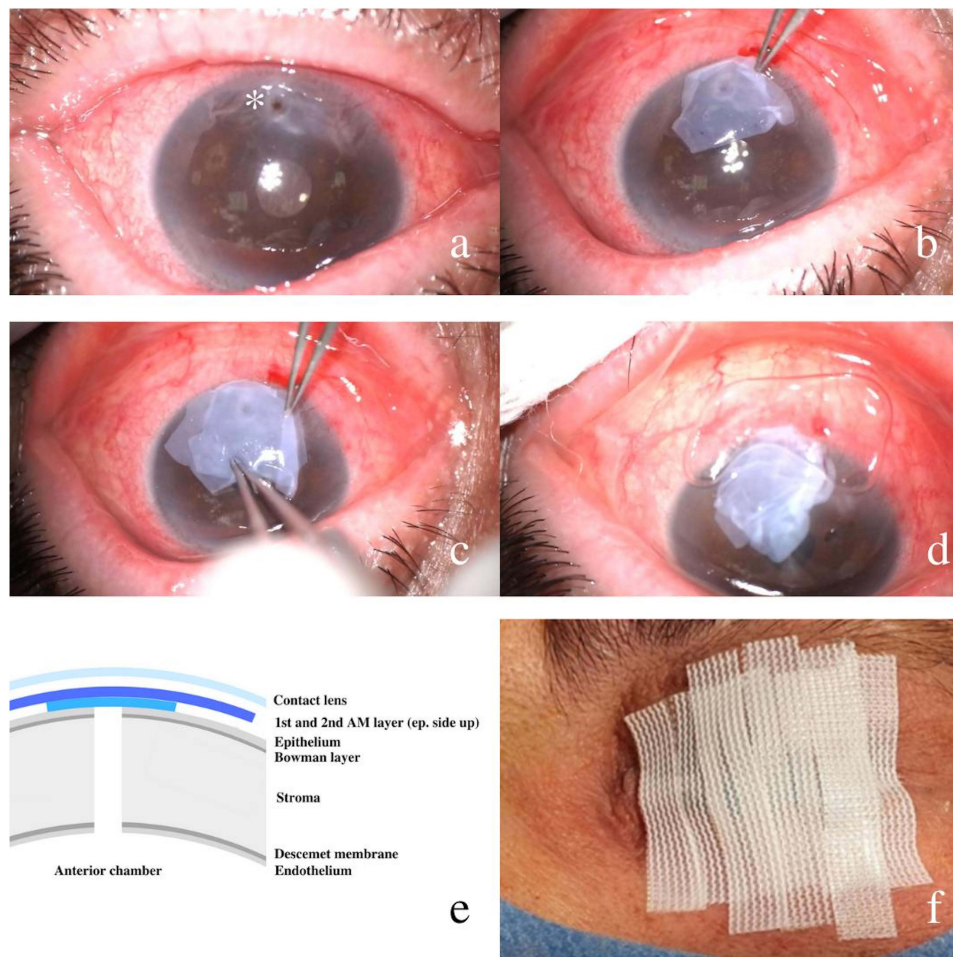 *
a
b
c
d
Contact lens
1st and 2nd AM layer (ep. side up)
Epithelium
Bowman layer
Stroma
Descemet membrane
Anterior chamber
Endothelium
e
f